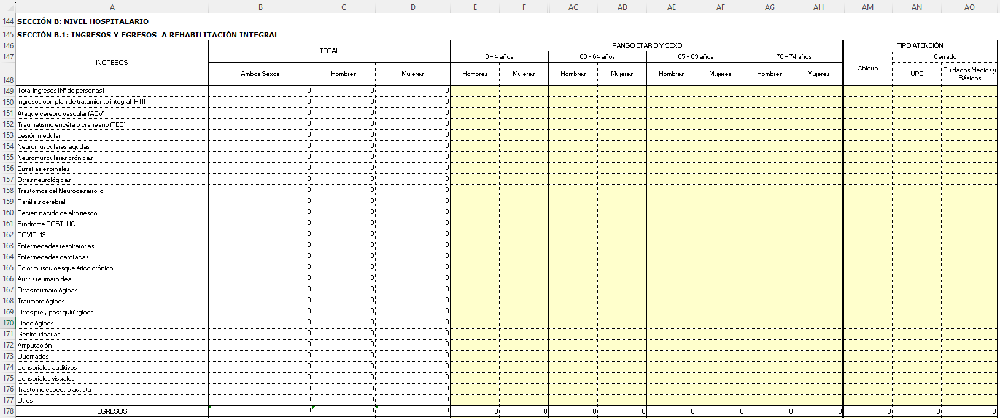 A B C D E F AC AD AE AF AG AH AM AN AO
144 SECCIÓN B: NIVEL HOSPITALARIO
145 SECCIÓN B.1: INGRESOS Y EGRESOS A REHABILITACIÓN INTEGRAL
146 INGRESOS TOTAL RANGO ETARIO Y SEXO TIPO ATENCIÓN
147 0 - 4 años 60 - 64 años 65 - 69 años 70 - 74 años Abierta Cerrado
148 Ambos Sexos Hombres Mujeres Hombres Mujeres Hombres Mujeres Hombres Mujeres Hombres Mujeres UPC Cuidados Medios y Básicos
149 Total ingresos (Nº de personas) 0 0 0
150 Ingresos con plan de tratamiento integral (PTI) 0 0 0
151 Ataque cerebro vascular (ACV) 0 0 0
152 Traumatismo encéfalo craneano (TEC) 0 0 0
153 Lesión medular 0 0 0
154 Neuromusculares agudas 0 0 0
155 Neuromusculares crónicas 0 0 0
156 Disrafias espinales 0 0 0
157 Otras neurológicas 0 0 0
158 Trastornos del Neurodesarrollo 0 0 0
159 Parálisis cerebral 0 0 0
160 Recién nacido de alto riesgo 0 0 0
161 Síndrome POST-UCI 0 0 0
162 COVID-19 0 0 0
163 Enfermedades respiratorias 0 0 0
164 Enfermedades cardíacas 0 0 0
165 Dolor musculoesquelético crónico 0 0 0
166 Artritis reumatoidea 0 0 0
167 Otras reumatológicas 0 0 0
168 Traumatológicos 0 0 0
169 Otros pre y post quirúrgicos 0 0 0
170 Oncológicos 0 0 0
171 Genitourinarias 0 0 0
172 Amputación 0 0 0
173 Quemados 0 0 0
174 Sensoriales auditivos 0 0 0
175 Sensoriales visuales 0 0 0
176 Trastorno espectro autista 0 0 0
177 Otros 0 0 0
178 EGRESOS 0 0 0 0 0 0 0 0 0 0 0 0 0 0